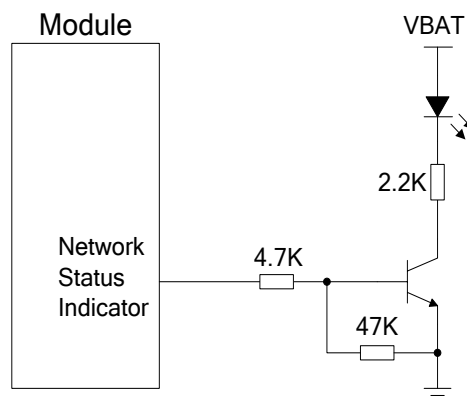 Module
VBAT
2.2K
Network
Status
Indicator
4.7K
47K